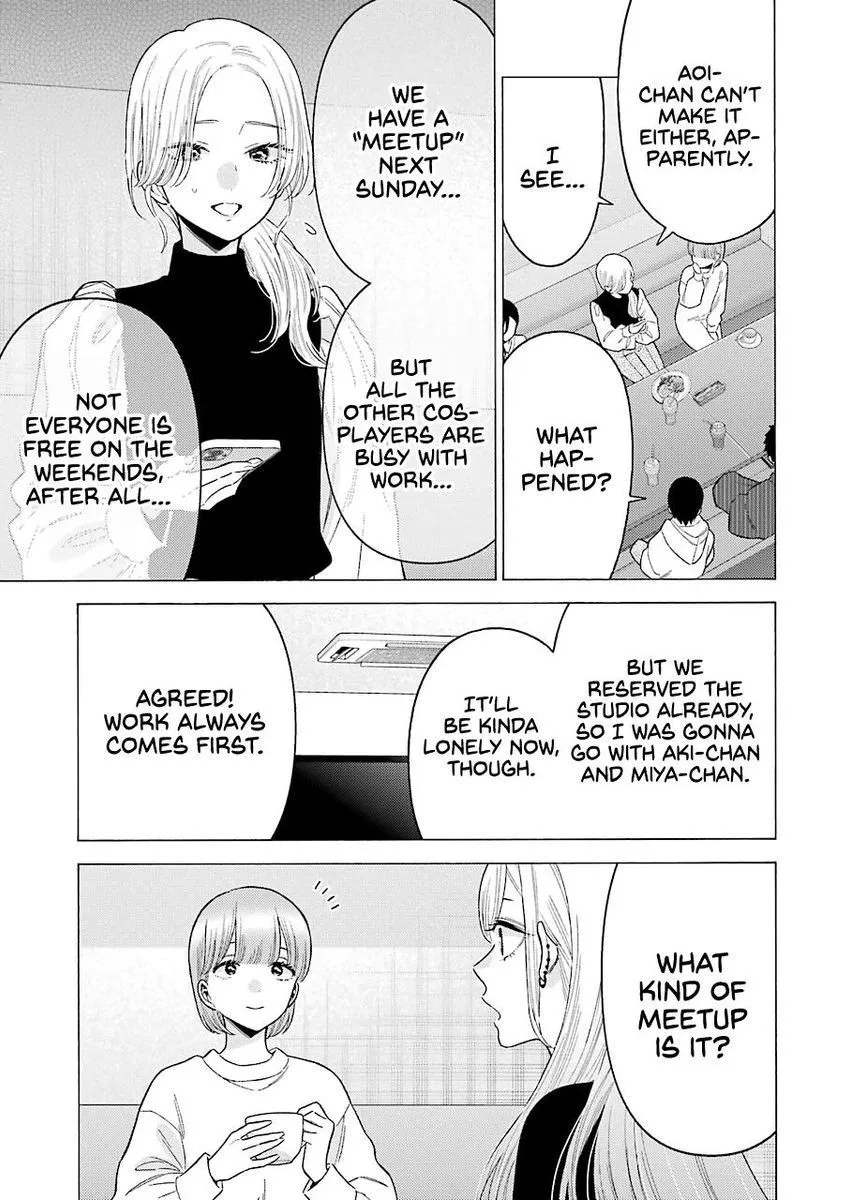 AOI-
CHAN CAN'T
MAKE IT
EITHER, AP-
PARENTLY.
I
SEE...
WHAT
HAP-
PENED?
WE
HAVE A
"MEETUP"
NEXT
SUNDAY...
BUT
ALL THE
OTHER COS-
PLAYERS ARE
BUSY WITH
WORK...
NOT
EVERYONE IS
FREE ON THE
WEEKENDS,
AFTER ALL...
BUT WE
RESERVED THE
STUDIO ALREADY,
SO I WAS GONNA
GO WITH AKI-CHAN
AND MIYA-CHAN.
IT'LL
BE KINDA
LONELY NOW,
THOUGH.
AGREED!
WORK ALWAYS
COMES FIRST.
WHAT
KIND OF
MEETUP
IS IT?